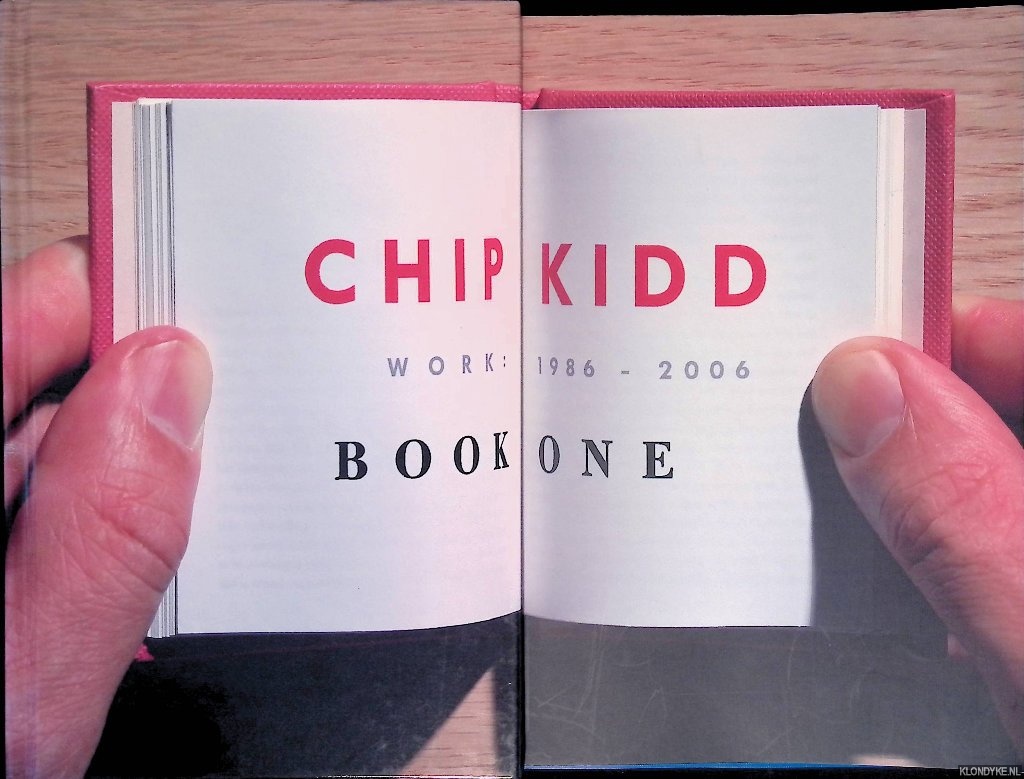 CHIP KIDD
WORK: 1986 - 2006
BOOK ONE
KLONDYKE.NL